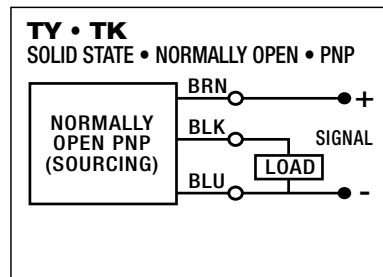 TY • TK
SOLID STATE • NORMALLY OPEN • PNP
BRN
+
NORMALLY
OPEN PNP
(SOURCING)
BLK
SIGNAL
LOAD
BLU
-